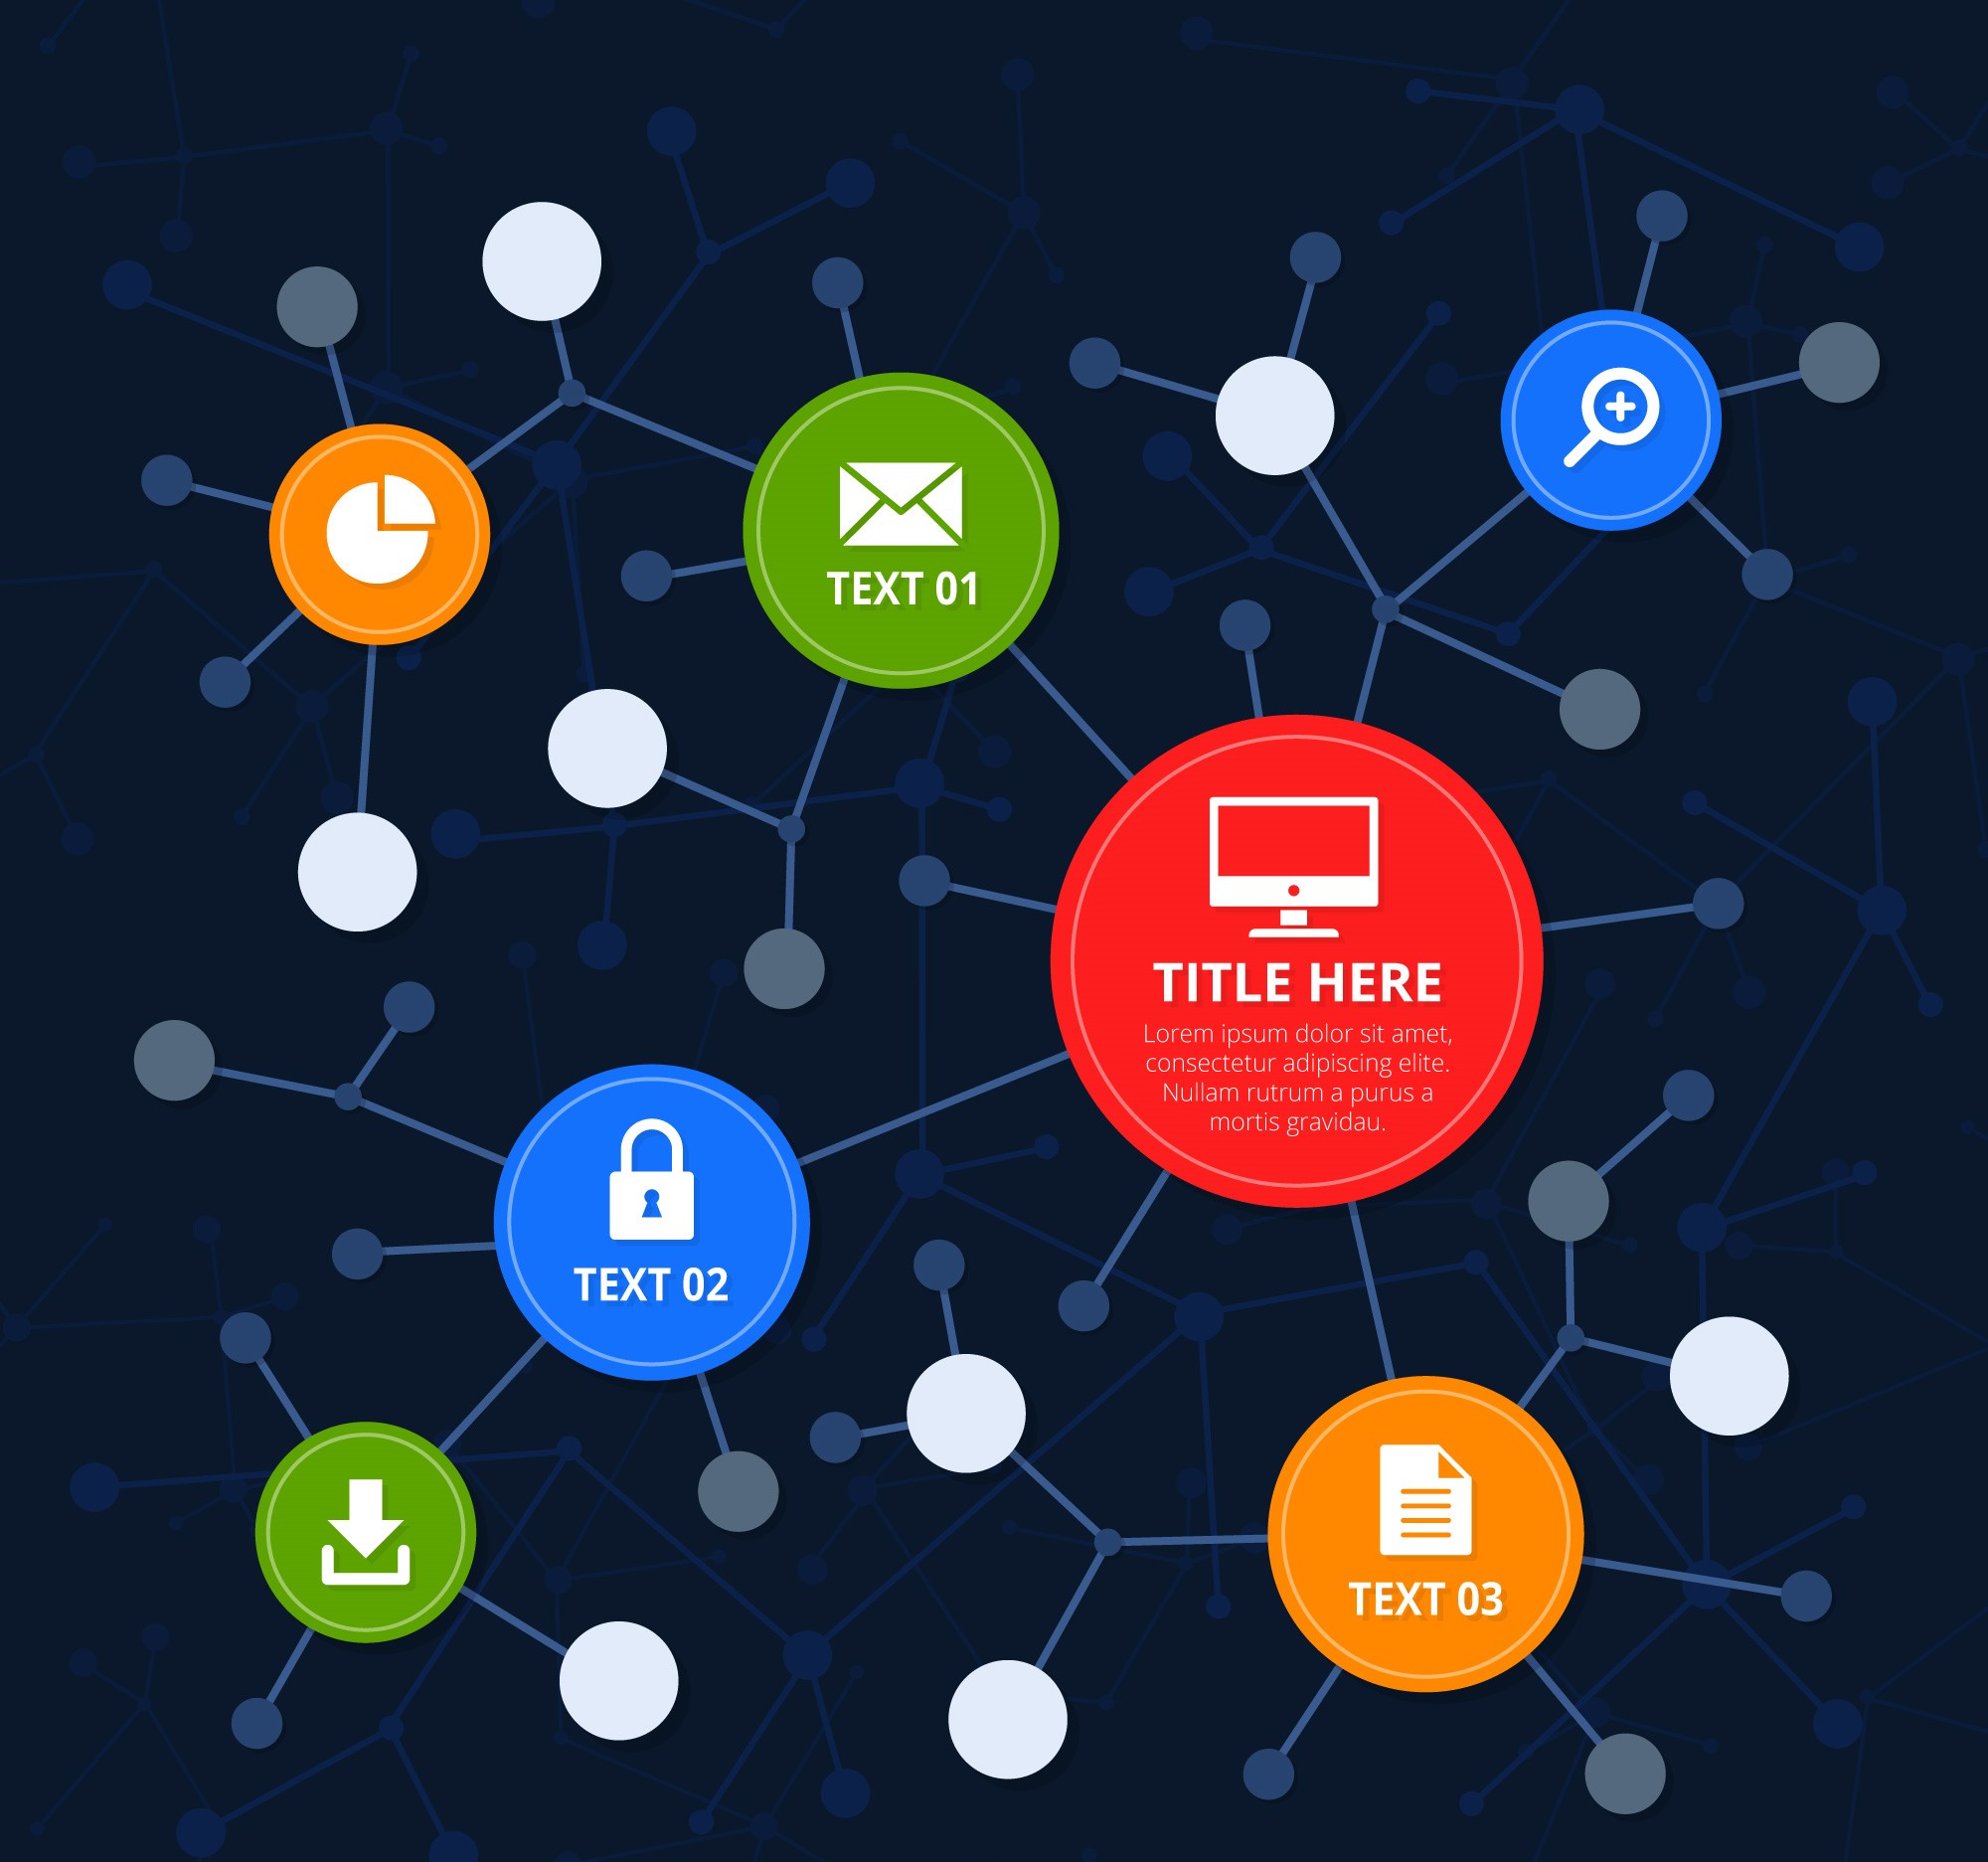 TEXT 01
TITLE HERE
Lorem ipsum dolor sit amet,
consectetur adipiscing elite.
Nullam rutrum a purus a
mortis gravidau.
TEXT 02
TEXT 03